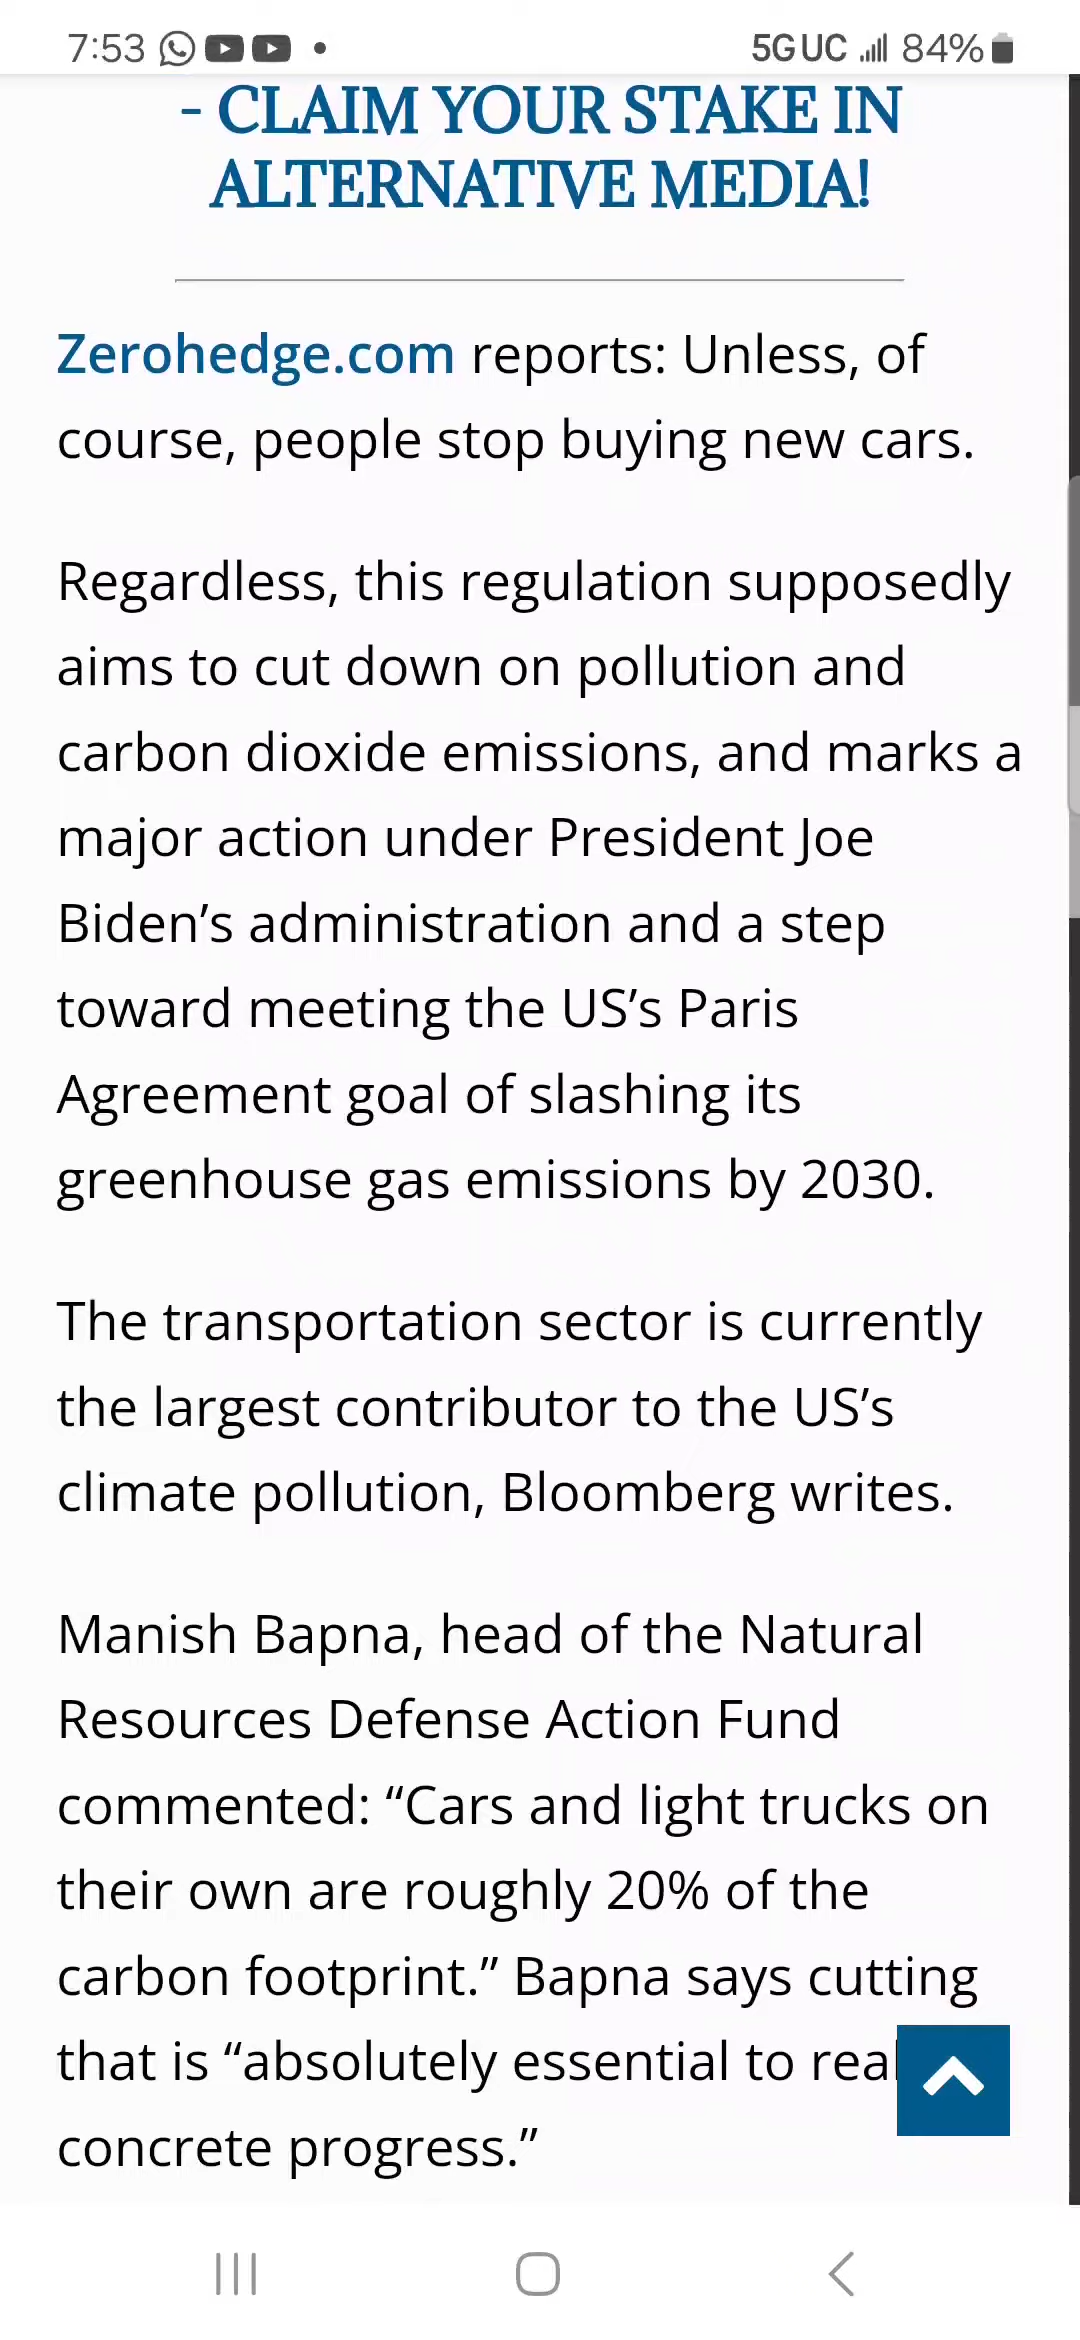 7:53
5G UC 84%
- CLAIM YOUR STAKE IN
ALTERNATIVE MEDIA!
Zerohedge.com reports: Unless, of
course, people stop buying new cars.
Regardless, this regulation supposedly
aims to cut down on pollution and
carbon dioxide emissions, and marks a
major action under President Joe
Biden’s administration and a step
toward meeting the US’s Paris
Agreement goal of slashing its
greenhouse gas emissions by 2030.
The transportation sector is currently
the largest contributor to the US’s
climate pollution, Bloomberg writes.
Manish Bapna, head of the Natural
Resources Defense Action Fund
commented: “Cars and light trucks on
their own are roughly 20% of the
carbon footprint.” Bapna says cutting
that is “absolutely essential to real
concrete progress.”